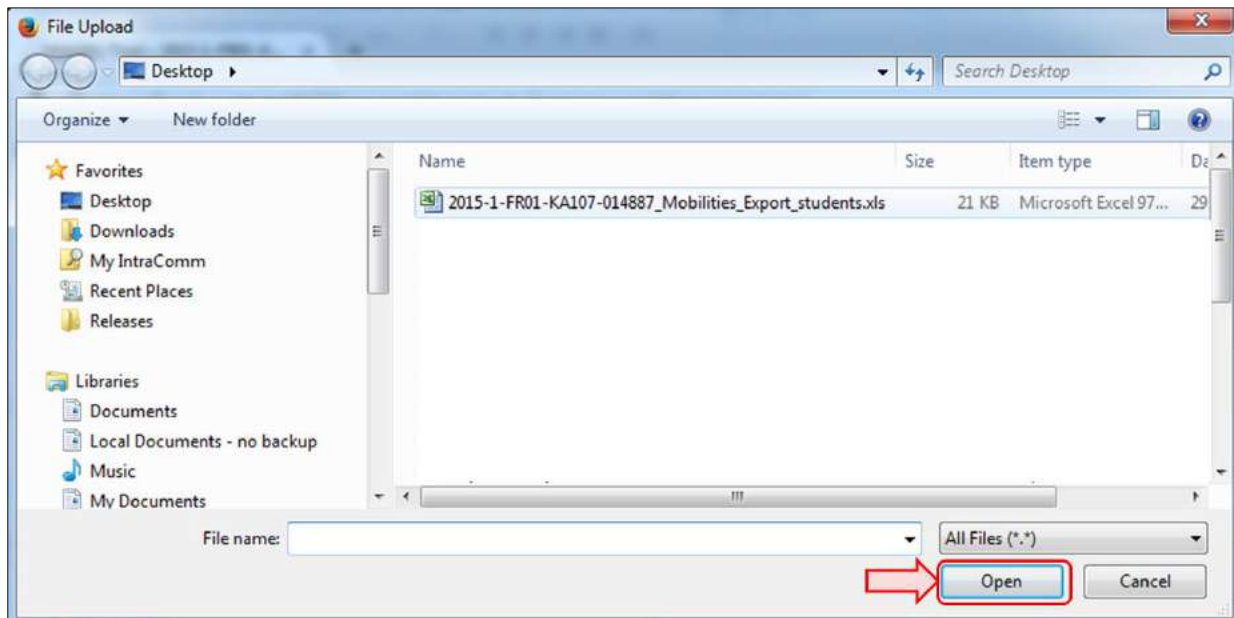 File Upload
Desktop
Search Desktop
Organize
New folder
Name Size Item type Da
Favorites
Desktop
Downloads
My IntraComm
Recent Places
Releases
2015-1-FR01-KA107-014887_Mobilities_Export_students.xls 21 KB Microsoft Excel 97... 29
Libraries
Documents
Local Documents - no backup
Music
My Documents
File name:
All Files (*.*)
Open
Cancel